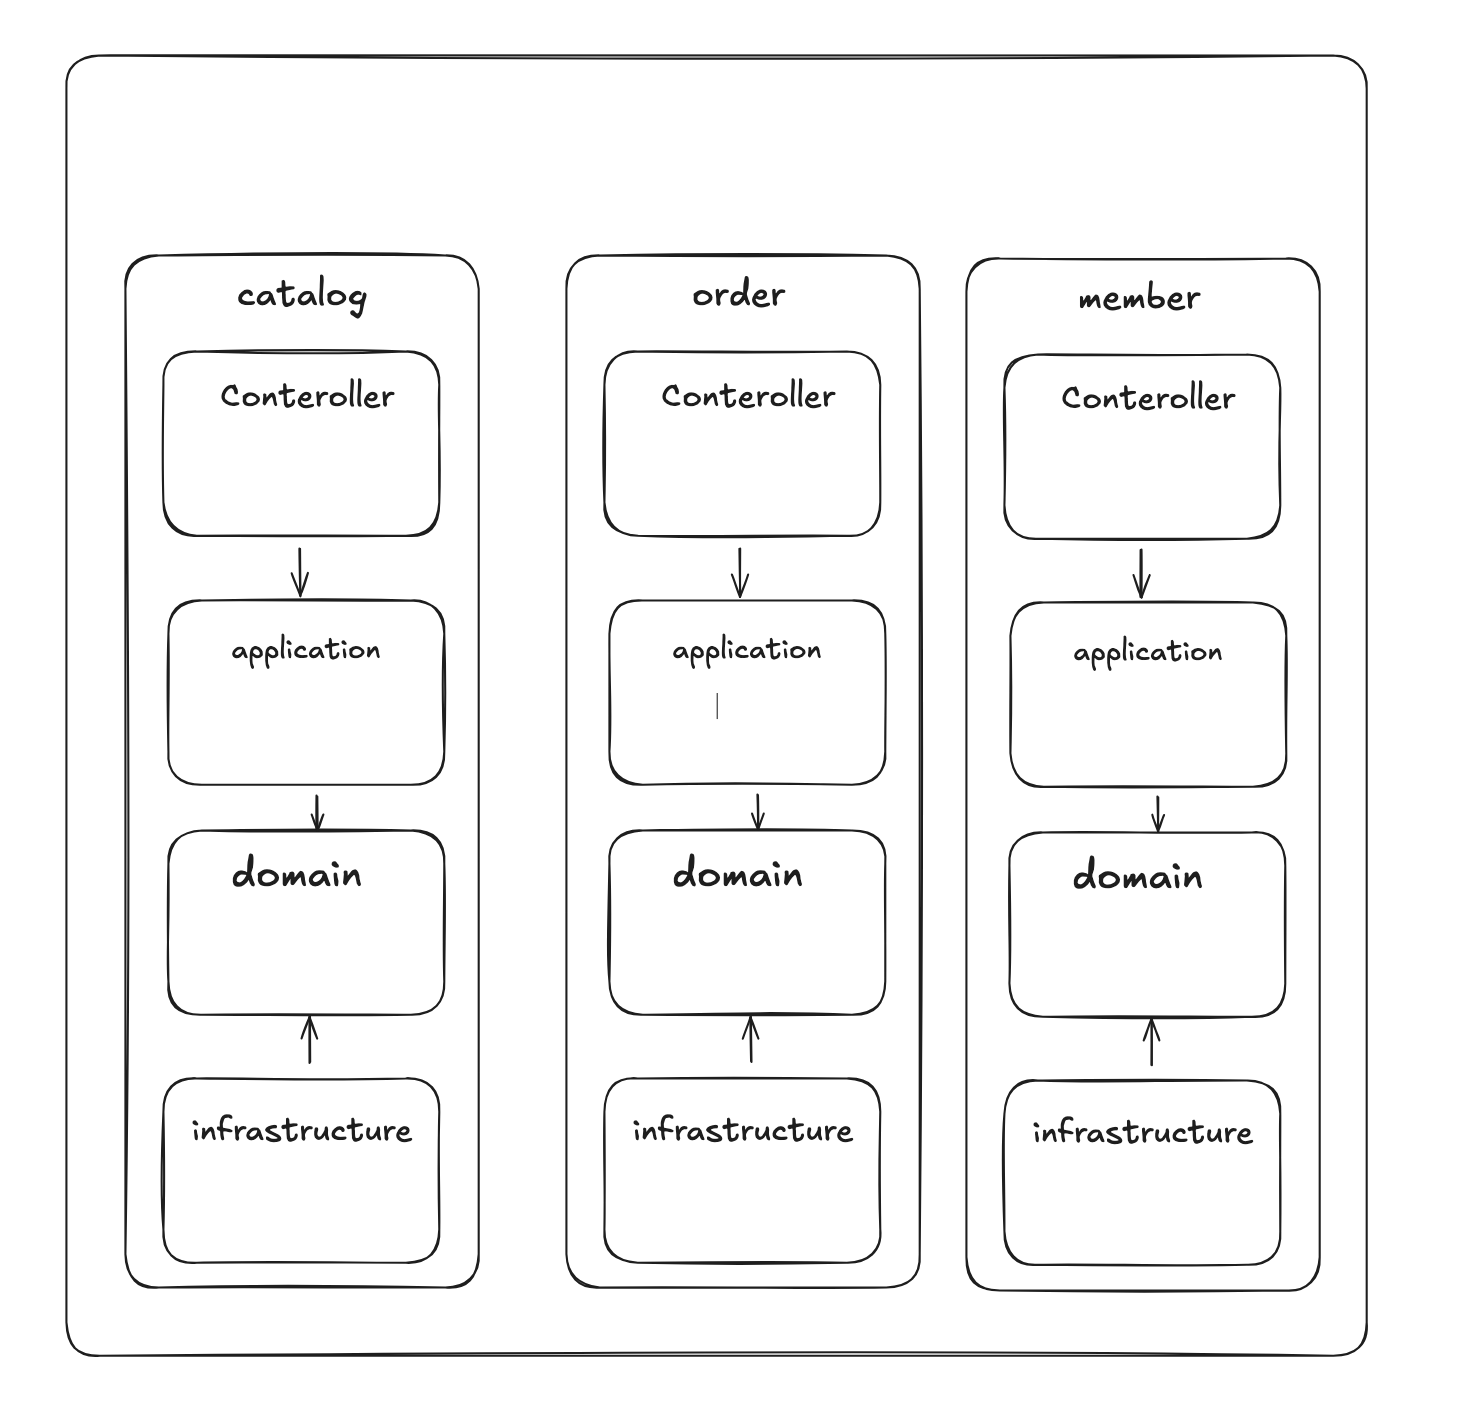 catalog
Conteroller
application
domain
infrastructure
order
Conteroller
application
domain
infrastructure
member
Conteroller
application
domain
infrastructure